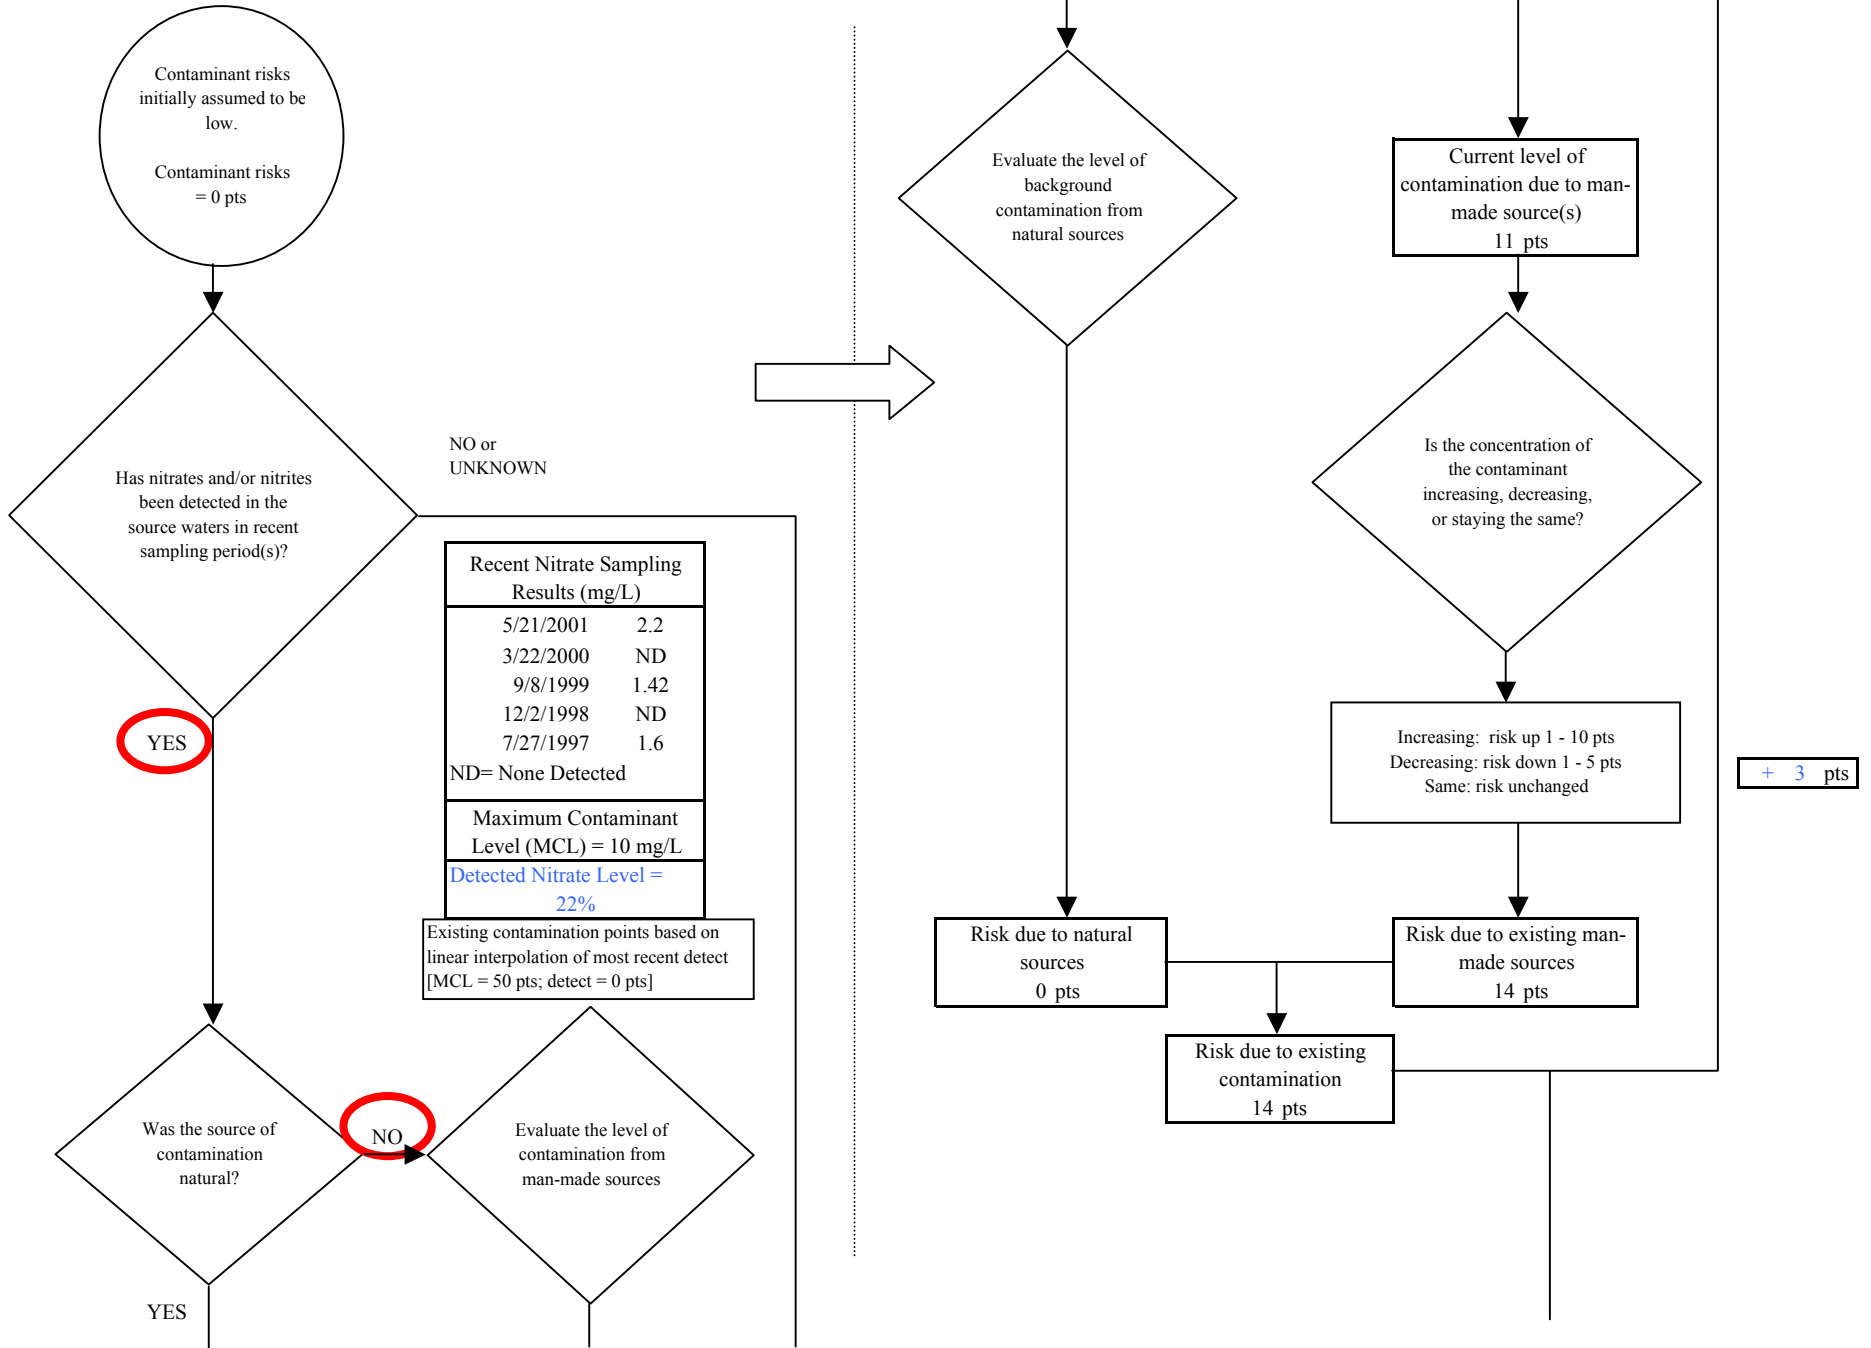 Contaminant risks
initially assumed to be
low.
Contaminant risks
= 0 pts
Has nitrates and/or nitrites
been detected in the
source waters in recent
sampling period(s)?
NO or
UNKNOWN
YES
Recent Nitrate Sampling
Results (mg/L)
5/21/2001 2.2
3/22/2000 ND
9/8/1999 1.42
12/2/1998 ND
7/27/1997 1.6
ND= None Detected
Maximum Contaminant
Level (MCL) = 10 mg/L
Detected Nitrate Level =
22%
Existing contamination points based on
linear interpolation of most recent detect
[MCL = 50 pts; detect = 0 pts]
Was the source of
contamination
natural?
NO
Evaluate the level of
contamination from
man-made sources
YES
Evaluate the level of
background
contamination from
natural sources
Current level of
contamination due to man-
made source(s)
11 pts
Is the concentration of
the contaminant
increasing, decreasing,
or staying the same?
Increasing: risk up 1 - 10 pts
Decreasing: risk down 1 - 5 pts
Same: risk unchanged
+ 3 pts
Risk due to natural
sources
0 pts
Risk due to existing man-
made sources
14 pts
Risk due to existing
contamination
14 pts